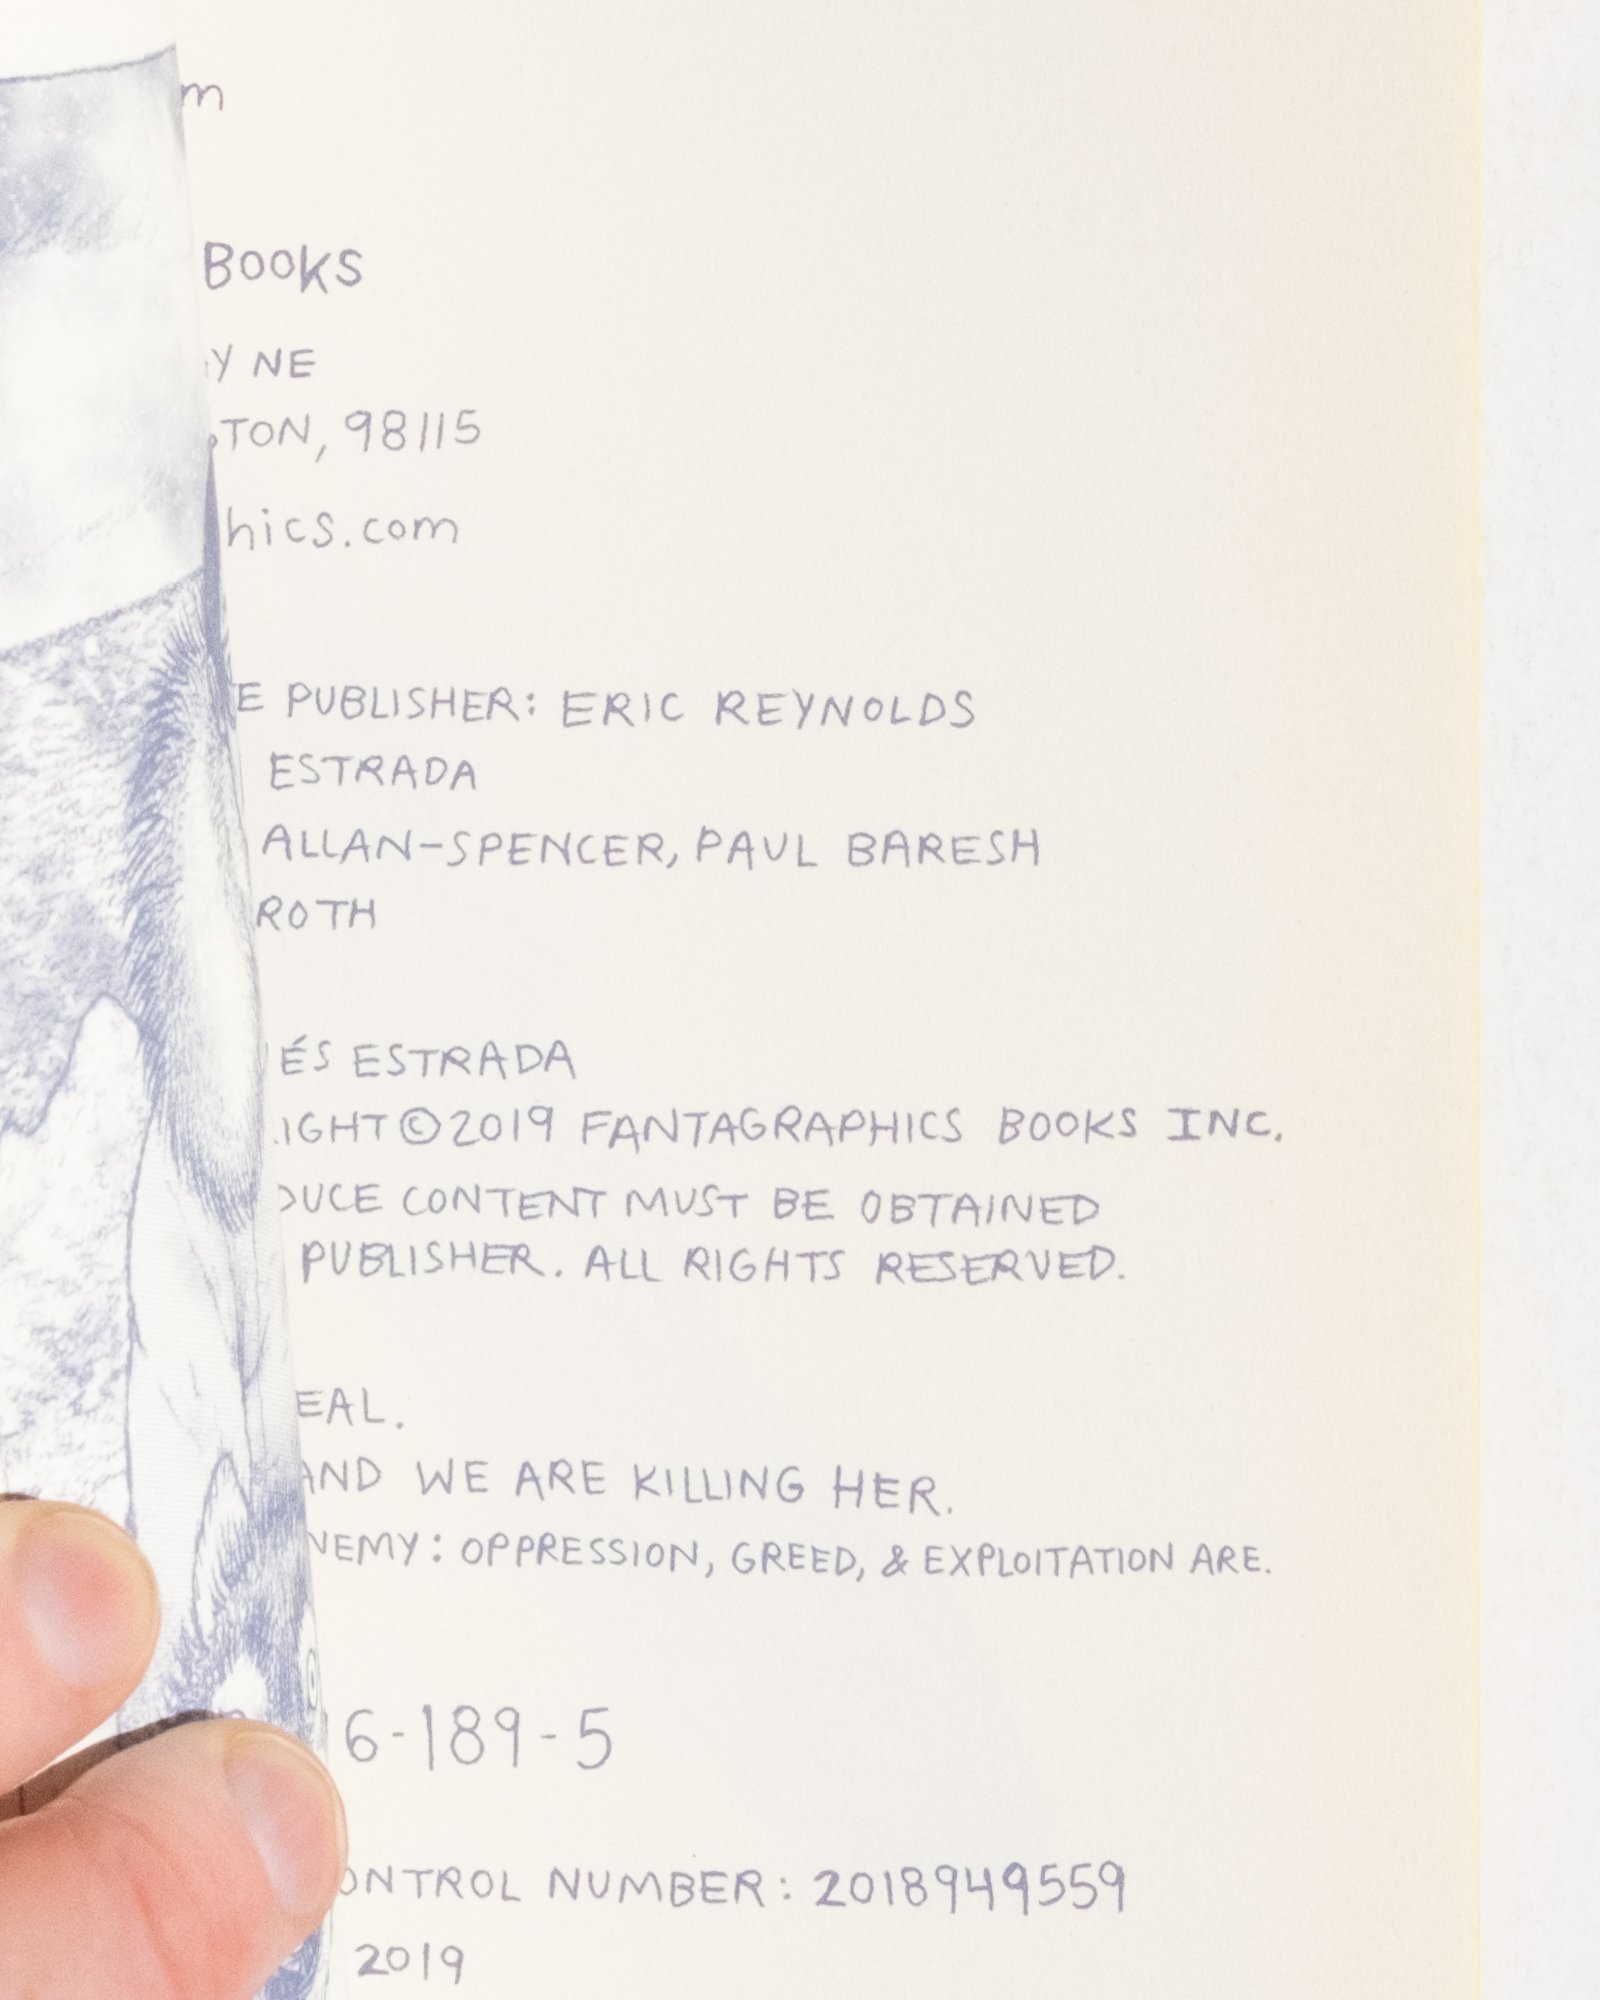 m
BOOKS
Y NE
TON, 98115
hics.com
E PUBLISHER: ERIC REYNOLDS
ESTRADA
ALLAN-SPENCER, PAUL BARESH
ROTH
ÉS ESTRADA
IGHT © 2019 FANTAGRAPHICS BOOKS INC.
DUCE CONTENT MUST BE OBTAINED
PUBLISHER. ALL RIGHTS RESERVED.
EAL.
AND WE ARE KILLING HER.
NEMY: OPPRESSION, GREED, & EXPLOITATION ARE.
6-189-5
ONTROL NUMBER: 2018949559
2019